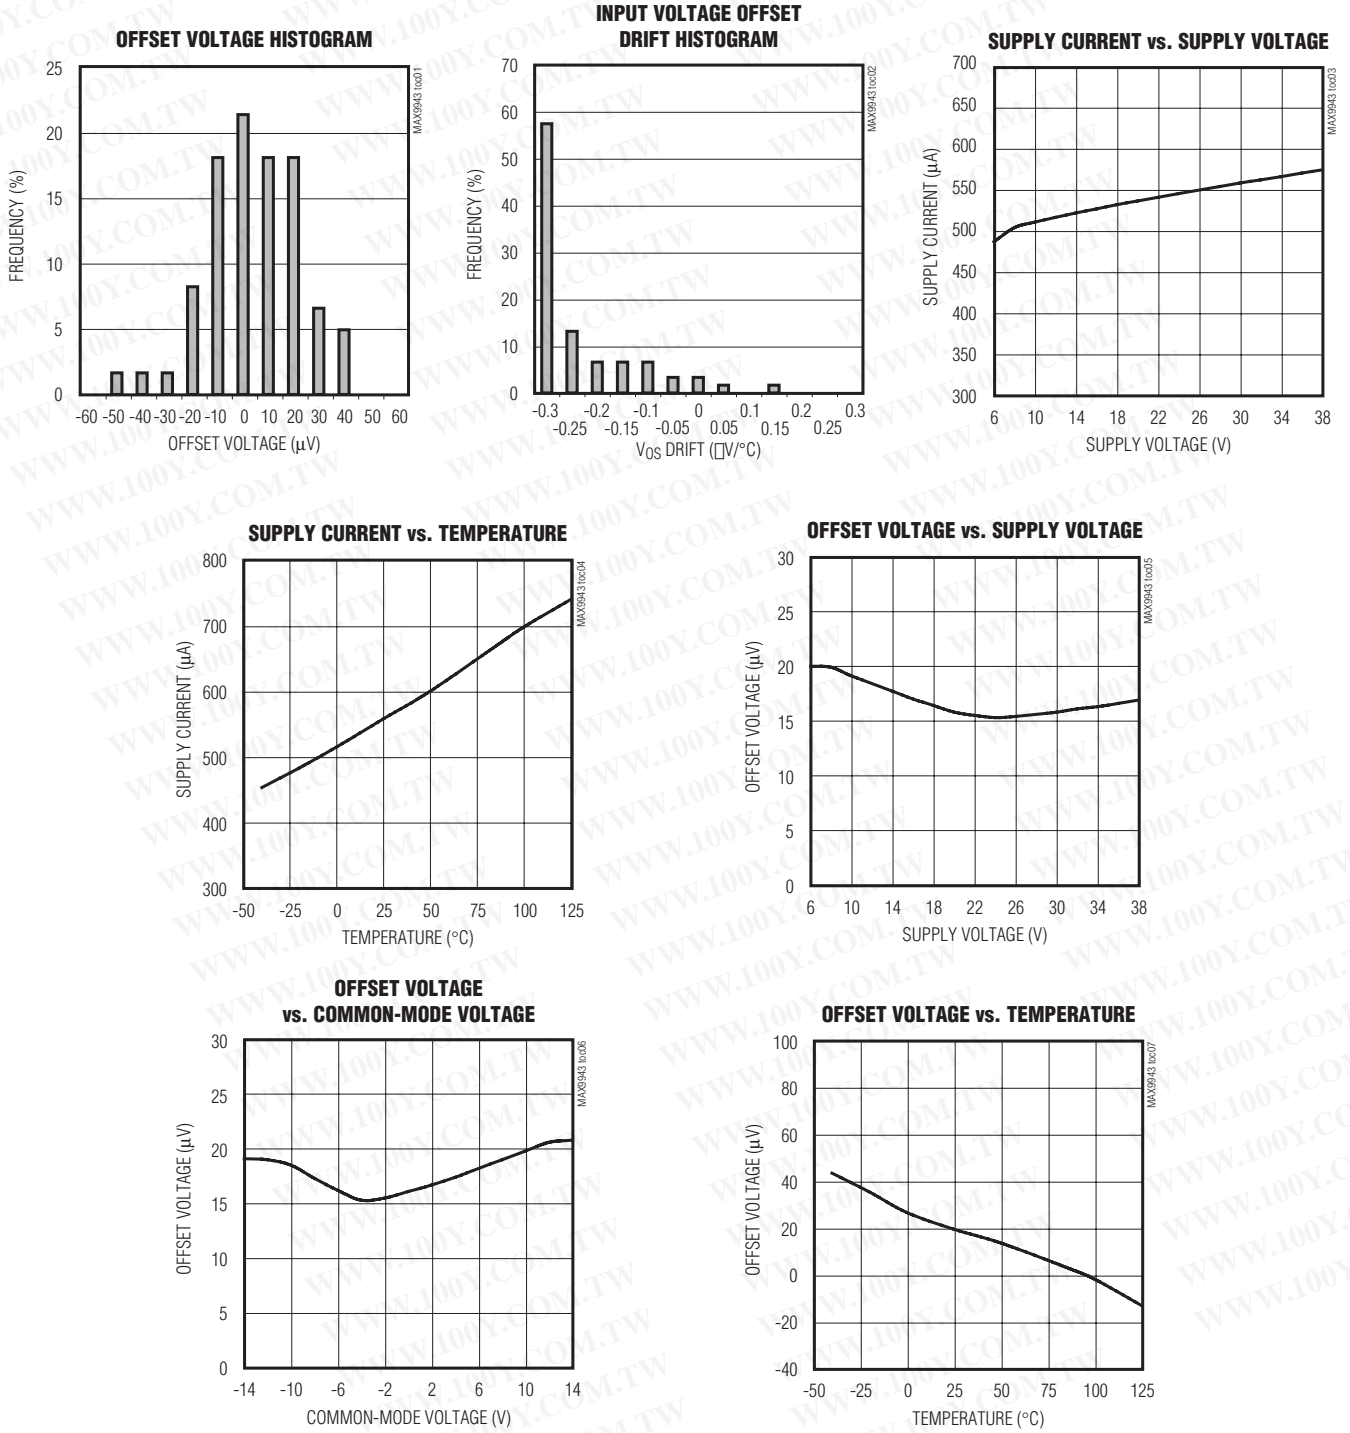 OFFSET VOLTAGE HISTOGRAM
25
20
15
10
5
0
FREQUENCY (%)
-60 -50 -40 -30 -20 -10 0 10 20 30 40 50 60
OFFSET VOLTAGE (μV)
MAX9943 toc01
INPUT VOLTAGE OFFSET
DRIFT HISTOGRAM
70
60
50
40
30
20
10
0
FREQUENCY (%)
-0.3 -0.2 -0.1 0 0.1 0.2 0.3
-0.25 -0.15 -0.05 0.05 0.15 0.25
VOS DRIFT (□V/°C)
MAX9943 toc02
SUPPLY CURRENT vs. SUPPLY VOLTAGE
700
650
600
550
500
450
400
350
300
SUPPLY CURRENT (μA)
6 10 14 18 22 26 30 34 38
SUPPLY VOLTAGE (V)
MAX9943 toc03
SUPPLY CURRENT vs. TEMPERATURE
800
700
600
500
400
300
SUPPLY CURRENT (μA)
-50 -25 0 25 50 75 100 125
TEMPERATURE (°C)
MAX9943 toc04
OFFSET VOLTAGE vs. SUPPLY VOLTAGE
30
25
20
15
10
5
0
OFFSET VOLTAGE (μV)
6 10 14 18 22 26 30 34 38
SUPPLY VOLTAGE (V)
MAX9943 toc05
OFFSET VOLTAGE
vs. COMMON-MODE VOLTAGE
30
25
20
15
10
5
0
OFFSET VOLTAGE (μV)
-14 -10 -6 -2 2 6 10 14
COMMON-MODE VOLTAGE (V)
MAX9943 toc06
OFFSET VOLTAGE vs. TEMPERATURE
100
80
60
40
20
0
-20
-40
OFFSET VOLTAGE (μV)
-50 -25 0 25 50 75 100 125
TEMPERATURE (°C)
MAX9943 toc07
WWW.100Y.COM.TW